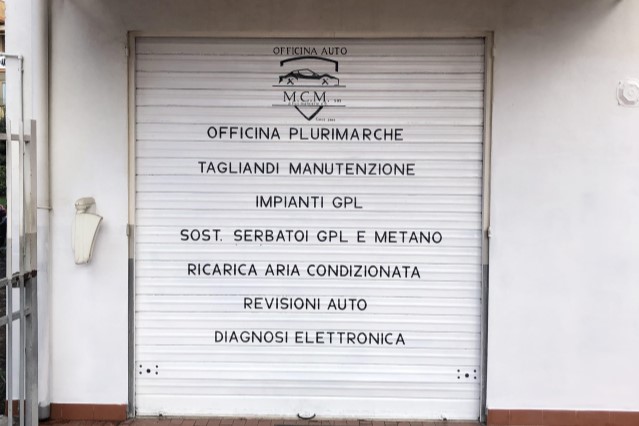 OFFICINA AUTO
M.C.M.
OFFICINA PLURIMARCHE
TAGLIANDI MANUTENZIONE
IMPIANTI GPL
SOST. SERBATOI GPL E METANO
RICARICA ARIA CONDIZIONATA
REVISIONI AUTO
DIAGNOSI ELETTRONICA